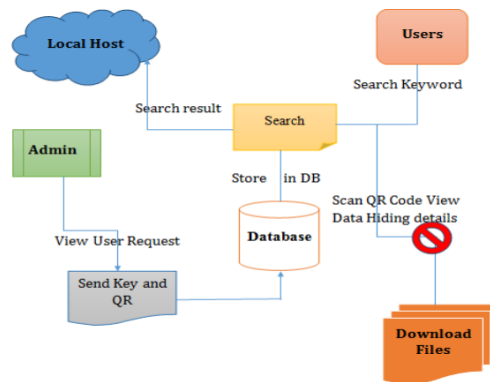 Local Host
Users
Search Keyword
Search result
Search
Admin
Store in DB
Scan QR Code View
Data Hiding details
View User Request
Database
Send Key and
QR
Download
Files